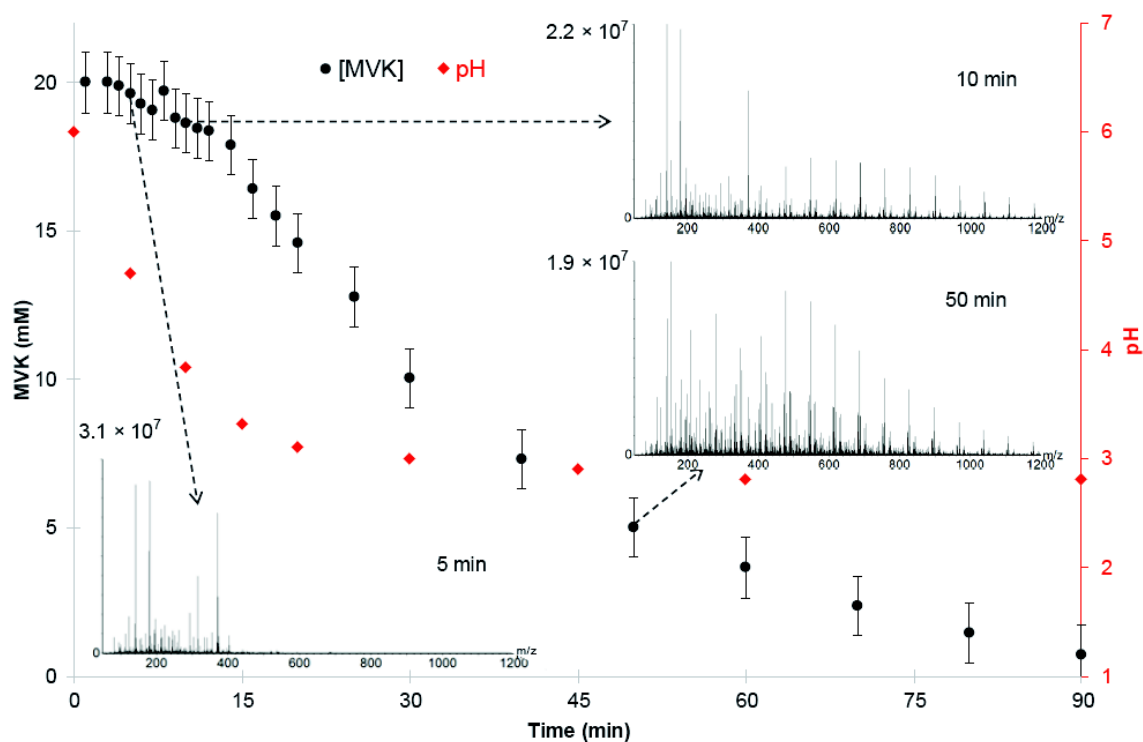 2.2 × 10⁷
10 min
0
200 400 600 800 1000 1200
m/z
1.9 × 10⁷
50 min
0
200 400 600 800 1000 1200
m/z
3.1 × 10⁷
5 min
0
200 400 600 800 1000 1200
m/z
[MVK] pH
MVK (mM)
20
15
10
5
0
7
6
5
4
3
2
1
pH
0 15 30 45 60 75 90
Time (min)